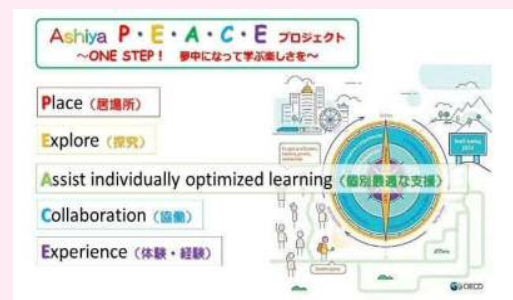 Ashiya P・E・A・C・E プロジェクト
～ONE STEP！ 夢中になって学ぶ楽しさを～
Place（居場所）
Explore（探究）
Assist individually optimized learning（個別最適な支援）
Collaboration（協働）
Experience（体験・経験）
OECD